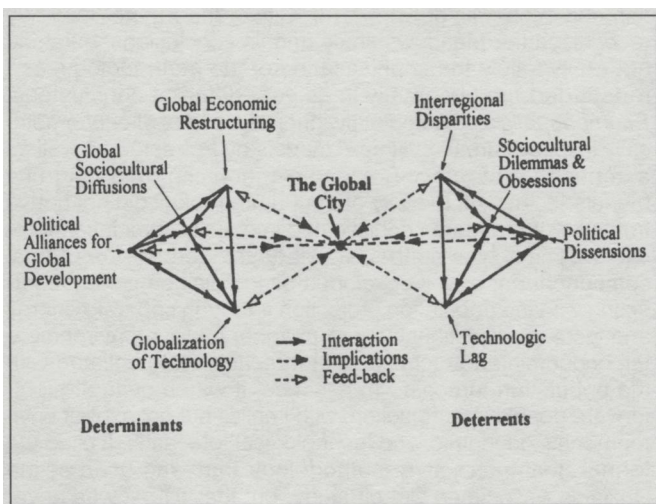 Global Economic
Restructuring
Interregional
Disparities
Global
Sociocultural
Diffusions
The Global
City
Sociocultural
Dilemmas &
Obsessions
Political
Alliances for
Global
Development
Political
Dissensions
Globalization
of Technology
Interaction
Implications
Feed-back
Technologic
Lag
Determinants
Deterrents